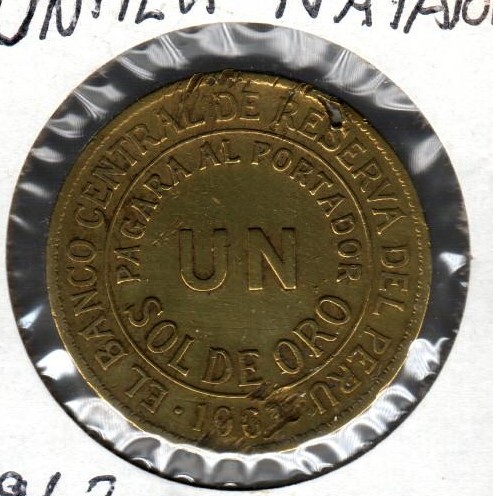 EL BANCO CENTRAL DE RESERVA DEL PERU
PAGARA AL PORTADOR
UN
SOL DE ORO